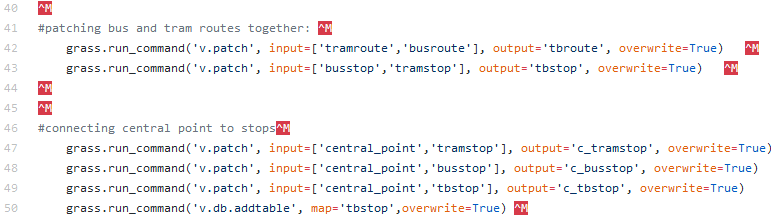 40 ^M
41 #patching bus and tram routes together: ^M
42 grass.run_command('v.patch', input=['tramroute','busroute'], output='tbroute', overwrite=True) ^M
43 grass.run_command('v.patch', input=['busstop','tramstop'], output='tbstop', overwrite=True) ^M
44 ^M
45 ^M
46 #connecting central point to stops^M
47 grass.run_command('v.patch', input=['central_point','tramstop'], output='c_tramstop', overwrite=True)
48 grass.run_command('v.patch', input=['central_point','busstop'], output='c_busstop', overwrite=True)
49 grass.run_command('v.patch', input=['central_point','tbstop'], output='c_tbstop', overwrite=True)
50 grass.run_command('v.db.addtable', map='tbstop',overwrite=True) ^M